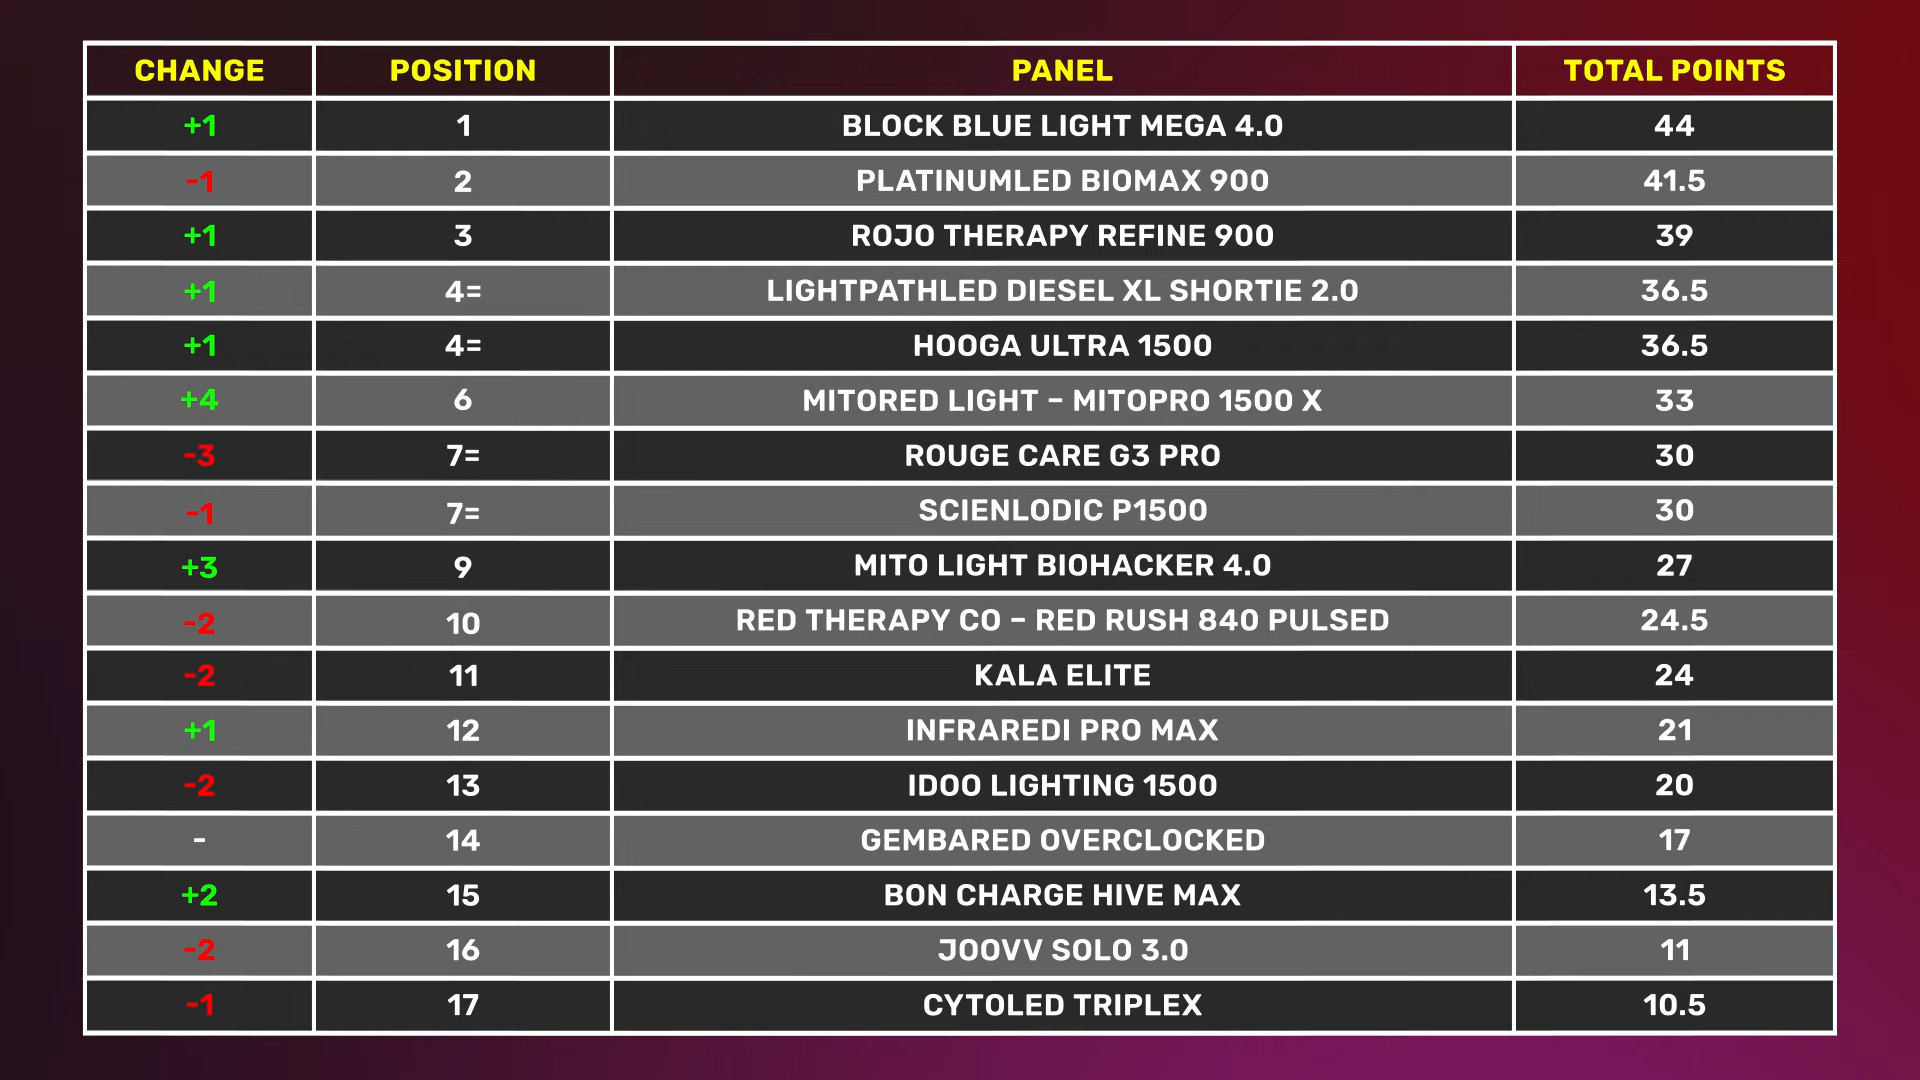 CHANGE POSITION PANEL TOTAL POINTS
+1 1 BLOCK BLUE LIGHT MEGA 4.0 44
-1 2 PLATINUMLED BIOMAX 900 41.5
+1 3 ROJO THERAPY REFINE 900 39
+1 4= LIGHTPATHLED DIESEL XL SHORTIE 2.0 36.5
+1 4= HOOGA ULTRA 1500 36.5
+4 6 MITORED LIGHT – MITOPRO 1500 X 33
-3 7= ROUGE CARE G3 PRO 30
-1 7= SCIENLODIC P1500 30
+3 9 MITO LIGHT BIOHACKER 4.0 27
-2 10 RED THERAPY CO – RED RUSH 840 PULSED 24.5
-2 11 KALA ELITE 24
+1 12 INFRAREDI PRO MAX 21
-2 13 IDOO LIGHTING 1500 20
- 14 GEMBARED OVERCLOCKED 17
+2 15 BON CHARGE HIVE MAX 13.5
-2 16 JOOVV SOLO 3.0 11
-1 17 CYTOLED TRIPLEX 10.5